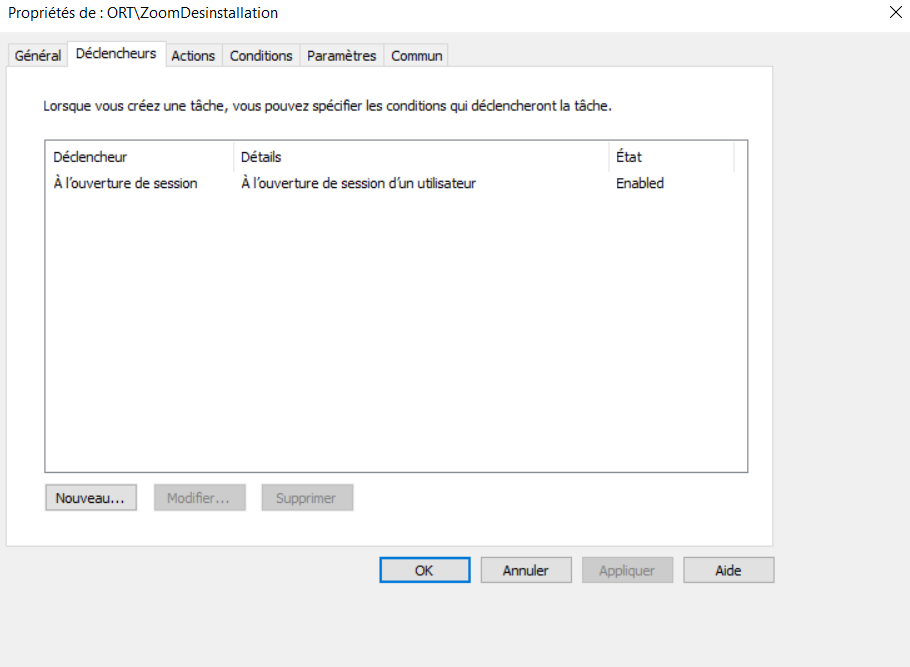 Propriétés de : ORT\ZoomDesinstallation
Général Déclencheurs Actions Conditions Paramètres Commun
Lorsque vous créez une tâche, vous pouvez spécifier les conditions qui déclencheront la tâche.
Déclencheur Détails État
À l'ouverture de session À l'ouverture de session d'un utilisateur Enabled
Nouveau... Modifier... Supprimer
OK Annuler Appliquer Aide